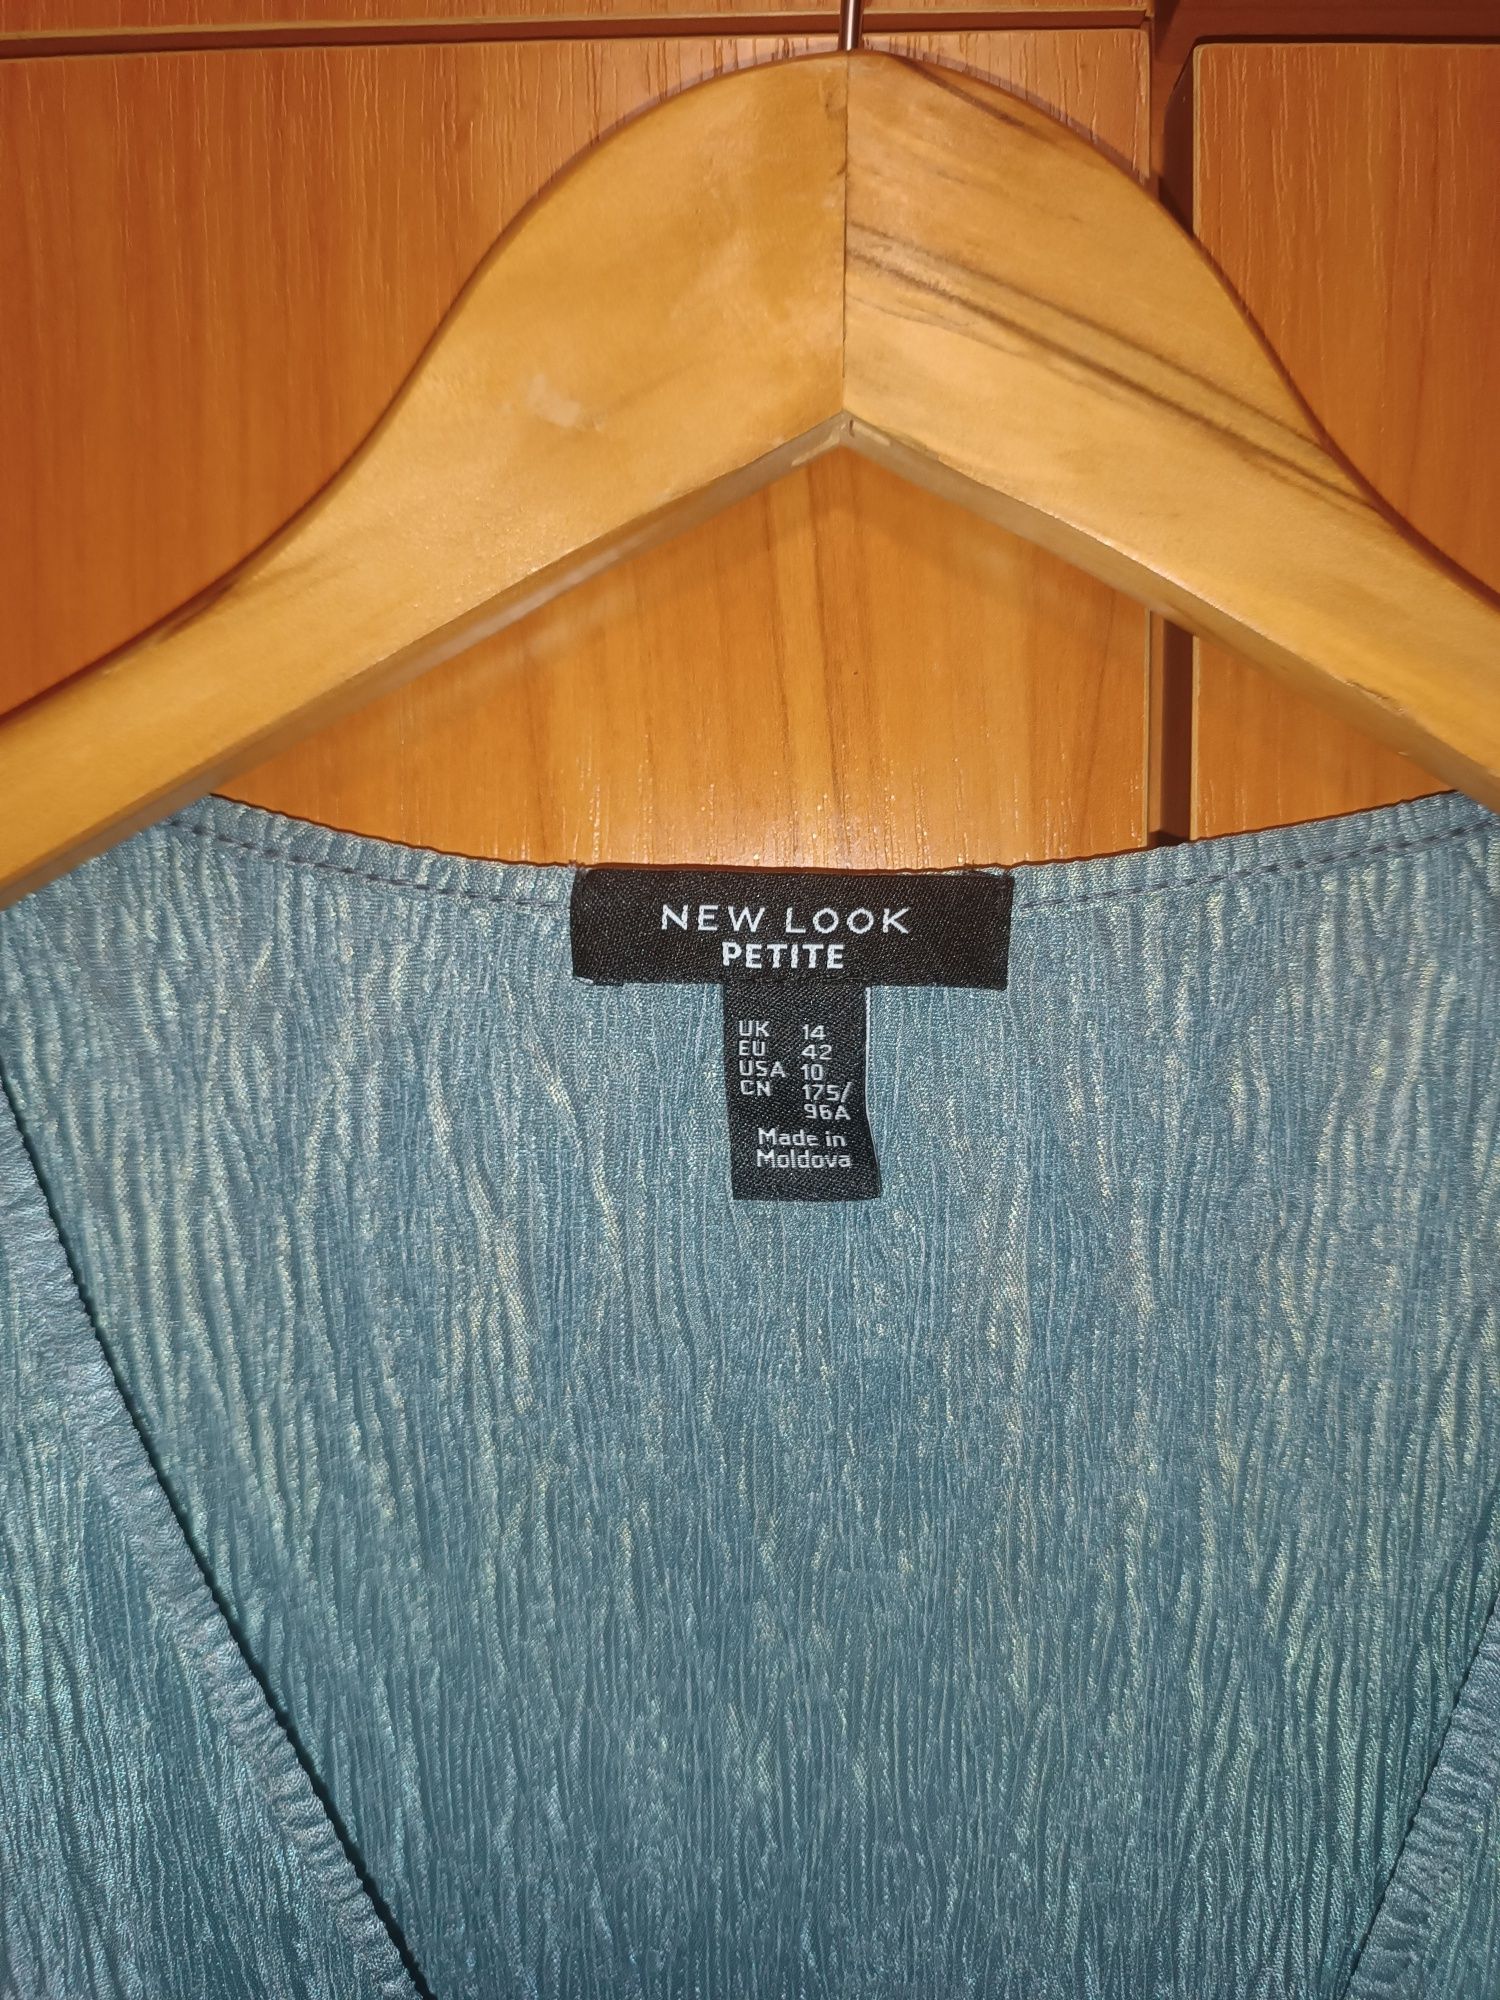 NEW LOOK
PETITE
UK 14
EU 42
USA 10
CN 175/
96A
Made in
Moldova